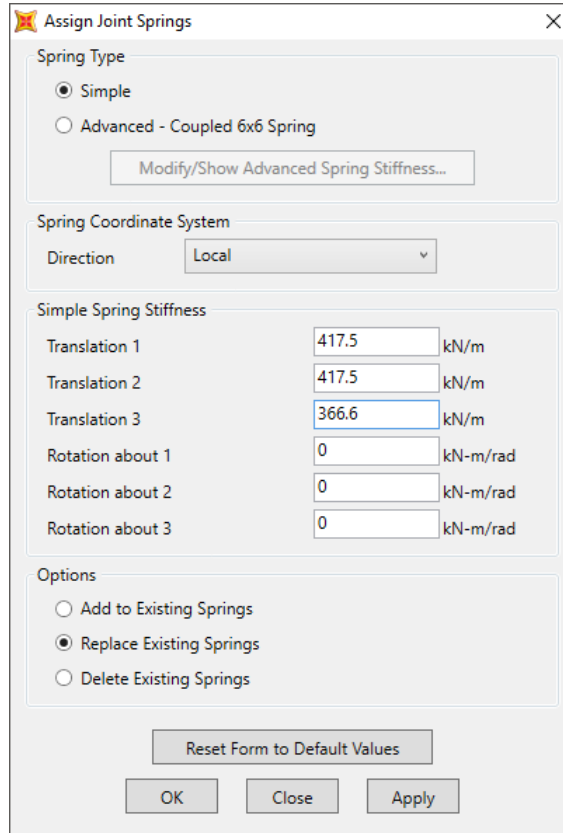 Assign Joint Springs
Spring Type
Simple
Advanced - Coupled 6x6 Spring
Modify/Show Advanced Spring Stiffness...
Spring Coordinate System
Direction Local
Simple Spring Stiffness
Translation 1 417.5 kN/m
Translation 2 417.5 kN/m
Translation 3 366.6 kN/m
Rotation about 1 0 kN-m/rad
Rotation about 2 0 kN-m/rad
Rotation about 3 0 kN-m/rad
Options
Add to Existing Springs
Replace Existing Springs
Delete Existing Springs
Reset Form to Default Values
OK Close Apply